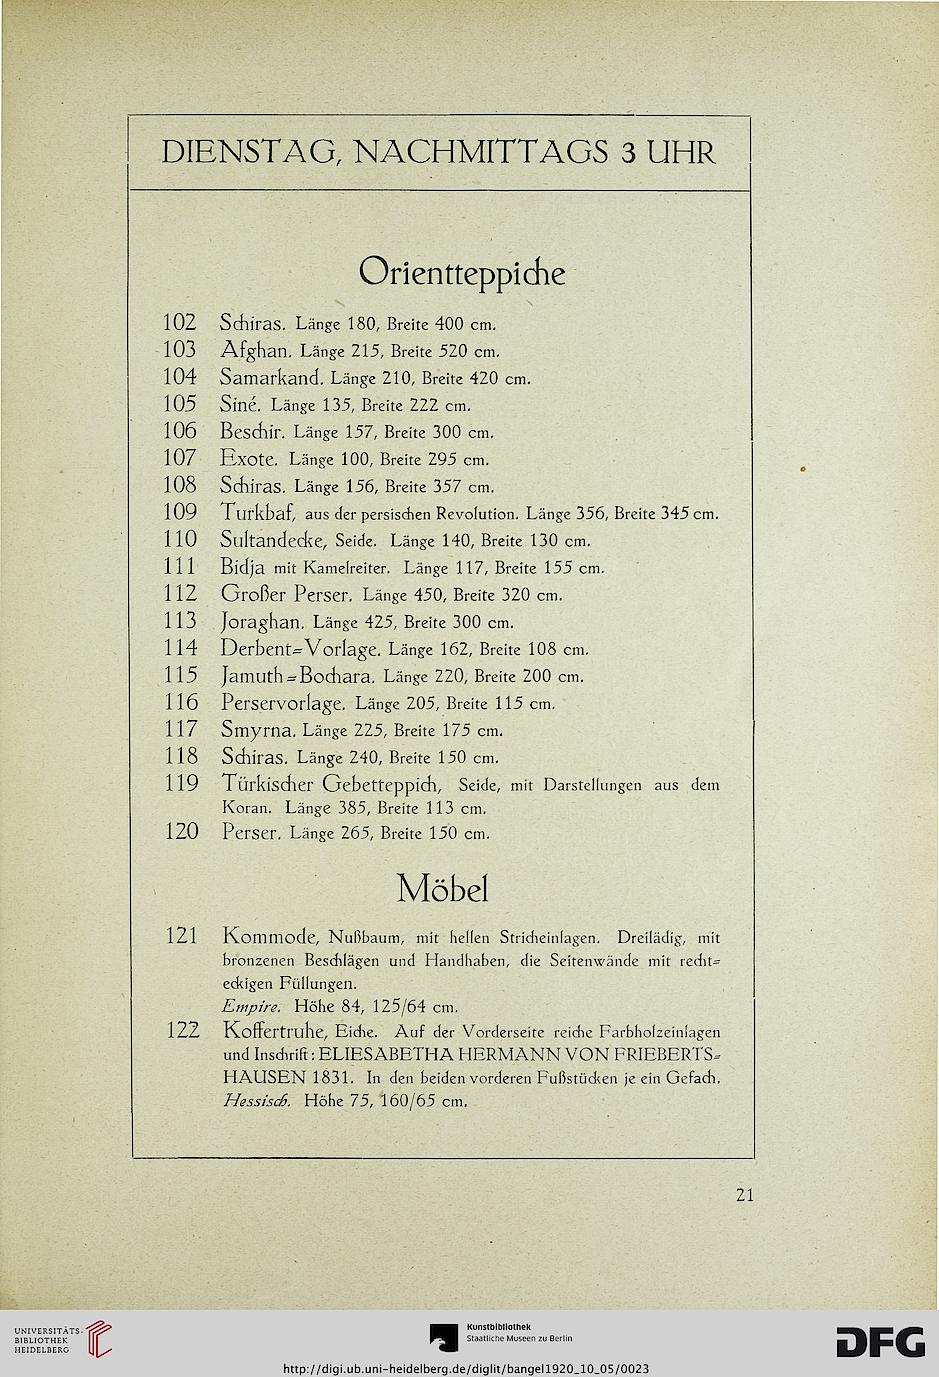 DIENSTAG, NACHMITTAGS 3 UHR
Orientteppiche
102 Schiras. Länge 180, Breite 400 cm.
103 Afghan. Länge 215, Breite 520 cm.
104 Samarkand. Länge 210, Breite 420 cm.
105 Siné. Länge 135, Breite 222 cm.
106 Beschir. Länge 157, Breite 300 cm.
107 Exote. Länge 100, Breite 295 cm.
108 Schiras. Länge 156, Breite 357 cm.
109 Turkbaf, aus der persischen Revolution. Länge 356, Breite 345 cm.
110 Sultandecke, Seide. Länge 140, Breite 130 cm.
111 Bidja mit Kamelreiter. Länge 117, Breite 155 cm.
112 Großer Perser. Länge 450, Breite 320 cm.
113 Joraghan. Länge 425, Breite 300 cm.
114 Derbent=Vorlage. Länge 162, Breite 108 cm.
115 Jamuth=Bochara. Länge 220, Breite 200 cm.
116 Perservorlage. Länge 205, Breite 115 cm.
117 Smyrna. Länge 225, Breite 175 cm.
118 Schiras. Länge 240, Breite 150 cm.
119 Türkischer Gebetteppich, Seide, mit Darstellungen aus dem
Koran. Länge 385, Breite 113 cm.
120 Perser. Länge 265, Breite 150 cm.
Möbel
121 Kommode, Nußbaum, mit hellen Stricheinlagen. Dreilädig, mit
bronzenen Beschlägen und Handhaben, die Seitenwände mit recht=
eckigen Füllungen.
Empire. Höhe 84, 125/64 cm.
122 Koffertruhe, Eiche. Auf der Vorderseite reiche Farbholzeinlagen
und Inschrift: ELIESABETHA HERMANN VON FRIEBERTS=
HAUSEN 1831. In den beiden vorderen Fußstücken je ein Gefach.
Hessisch. Höhe 75, 160/65 cm.
21
UNIVERSITÄTS-
BIBLIOTHEK
HEIDELBERG
Kunstbibliothek
Staatliche Museen zu Berlin
DFG
http://digi.ub.uni-heidelberg.de/diglit/bangel1920_10_05/0023